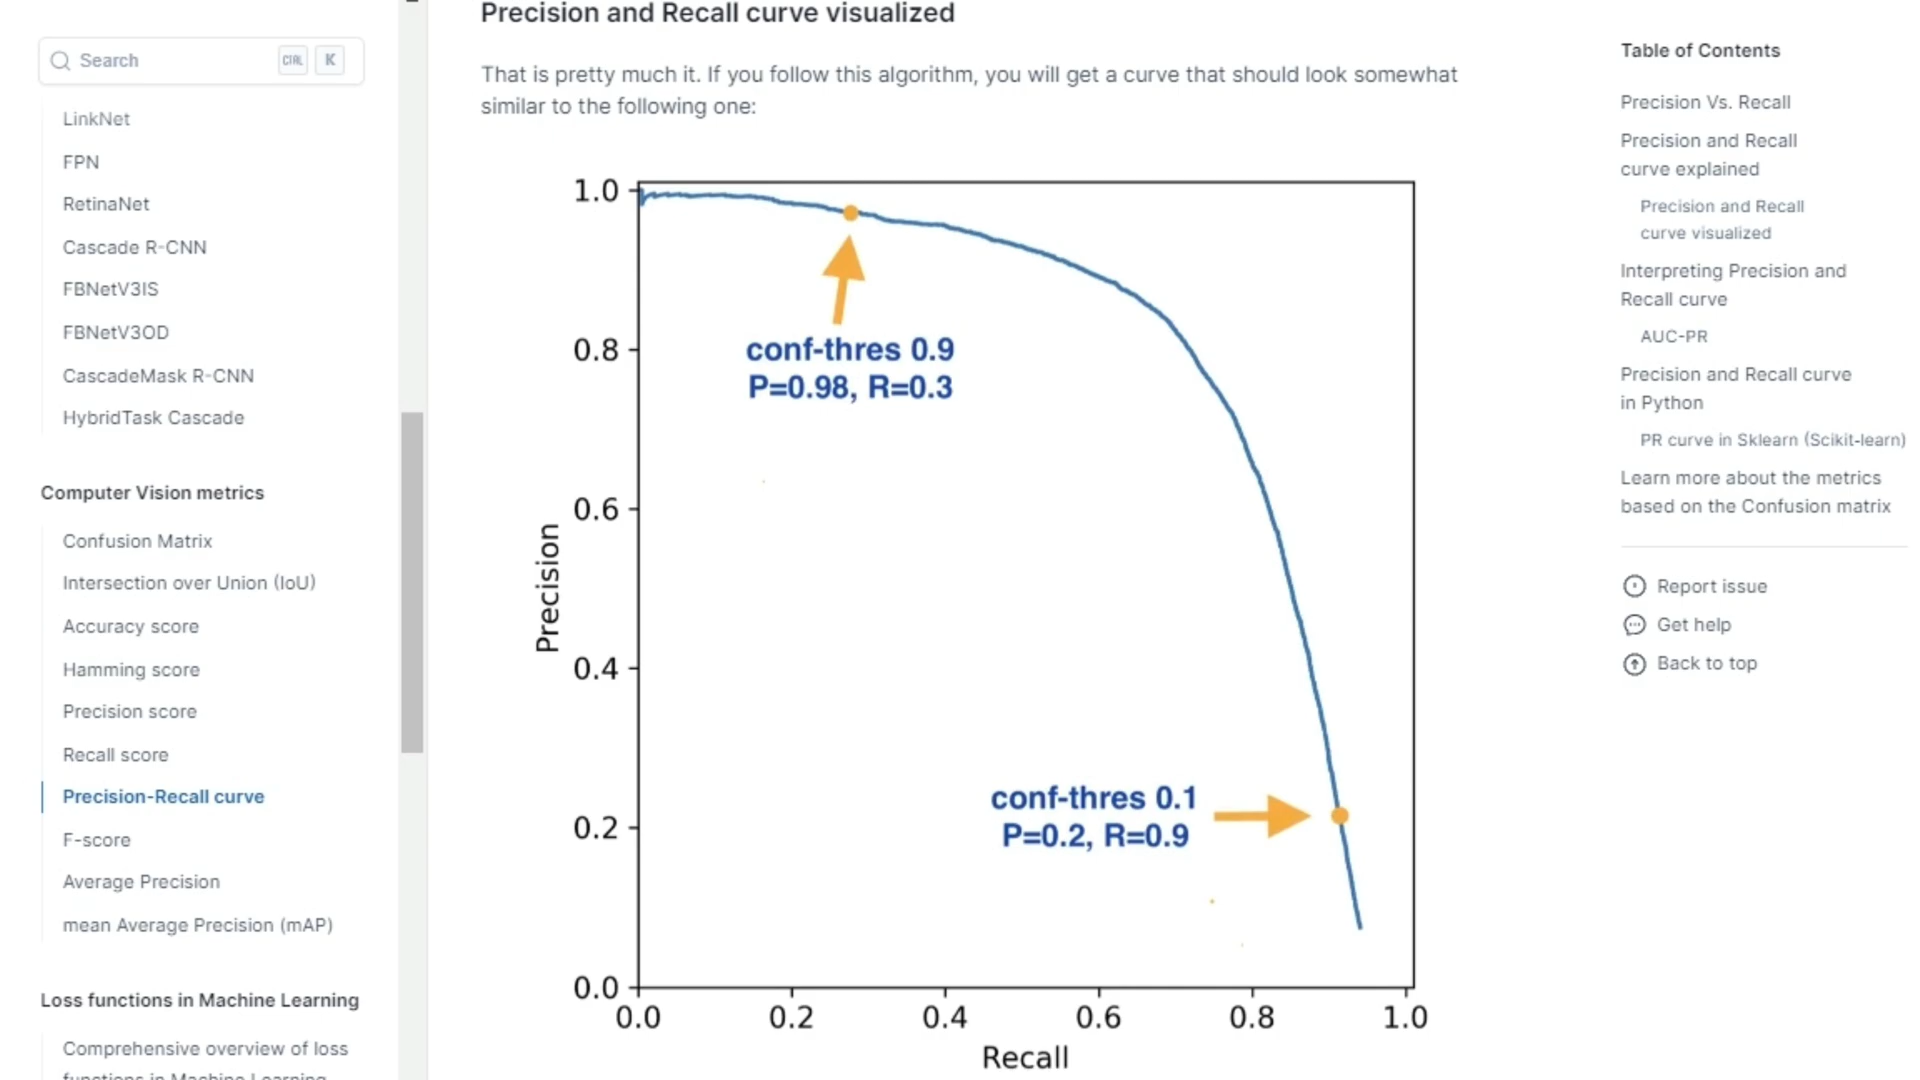 Search
CTRL
K
LinkNet
FPN
RetinaNet
Cascade R-CNN
FBNetV3IS
FBNetV3OD
CascadeMask R-CNN
HybridTask Cascade
Computer Vision metrics
Confusion Matrix
Intersection over Union (IoU)
Accuracy score
Hamming score
Precision score
Recall score
Precision-Recall curve
F-score
Average Precision
mean Average Precision (mAP)
Loss functions in Machine Learning
Comprehensive overview of loss
functions in Machine Learning
Precision and Recall curve visualized
That is pretty much it. If you follow this algorithm, you will get a curve that should look somewhat
similar to the following one:
1.0
0.8
0.6
0.4
0.2
0.0
Precision
conf-thres 0.9
P=0.98, R=0.3
conf-thres 0.1
P=0.2, R=0.9
0.0
0.2
0.4
0.6
0.8
1.0
Recall
Table of Contents
Precision Vs. Recall
Precision and Recall
curve explained
Precision and Recall
curve visualized
Interpreting Precision and
Recall curve
AUC-PR
Precision and Recall curve
in Python
PR curve in Sklearn (Scikit-learn)
Learn more about the metrics
based on the Confusion matrix
Report issue
Get help
Back to top